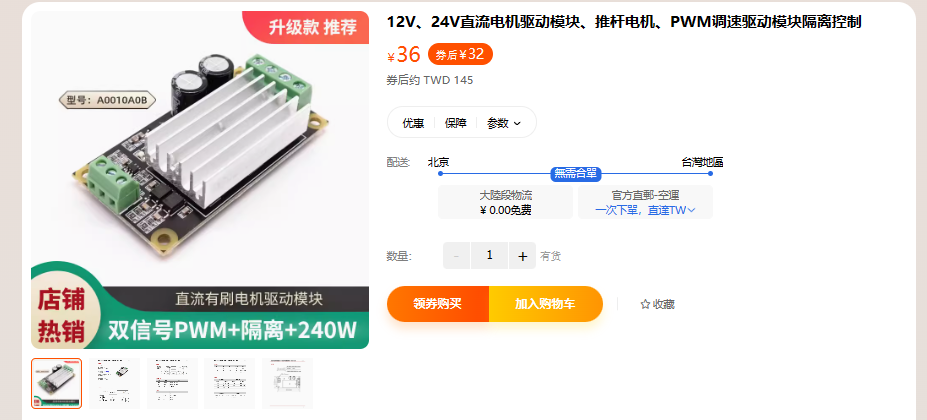 升级款 推荐
型号：A0010A0B
店铺
热销
直流有刷电机驱动模块
双信号PWM+隔离+240W
12V、24V直流电机驱动模块、推杆电机、PWM调速驱动模块隔离控制
¥36 券后¥32
券后约 TWD 145
优惠 保障 参数
配送: 北京 台灣地區
無需合單
大陸段物流 官方直郵-空運
¥ 0.00免费 一次下單，直達TW
数量: - 1 + 有货
领券购买 加入购物车 收藏